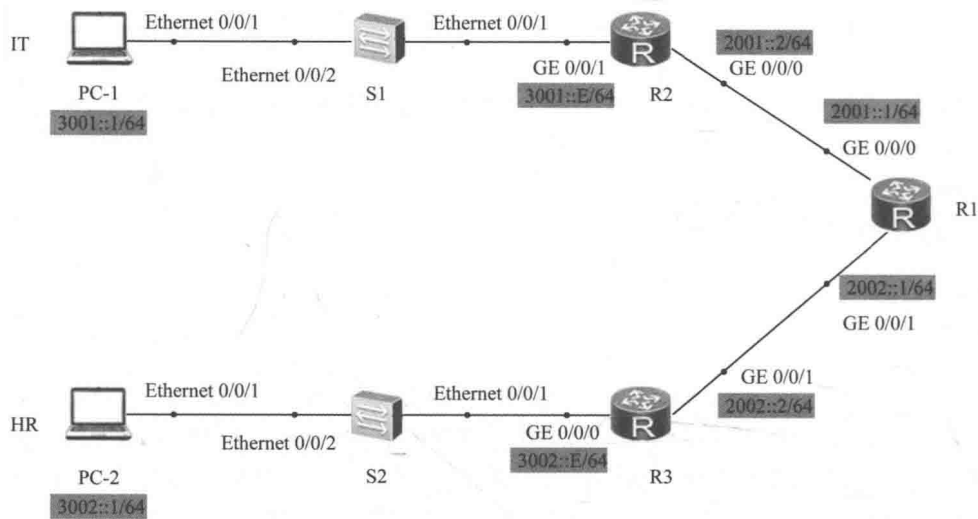 Ethernet 0/0/1
Ethernet 0/0/1
2001::2/64
IT
Ethernet 0/0/2
GE 0/0/1
GE 0/0/0
PC-1
S1
3001::E/64
R2
3001::1/64
2001::1/64
GE 0/0/0
R
R
R1
2002::1/64
GE 0/0/1
Ethernet 0/0/1
Ethernet 0/0/1
GE 0/0/1
2002::2/64
HR
Ethernet 0/0/2
GE 0/0/0
R
PC-2
S2
3002::E/64
R3
3002::1/64